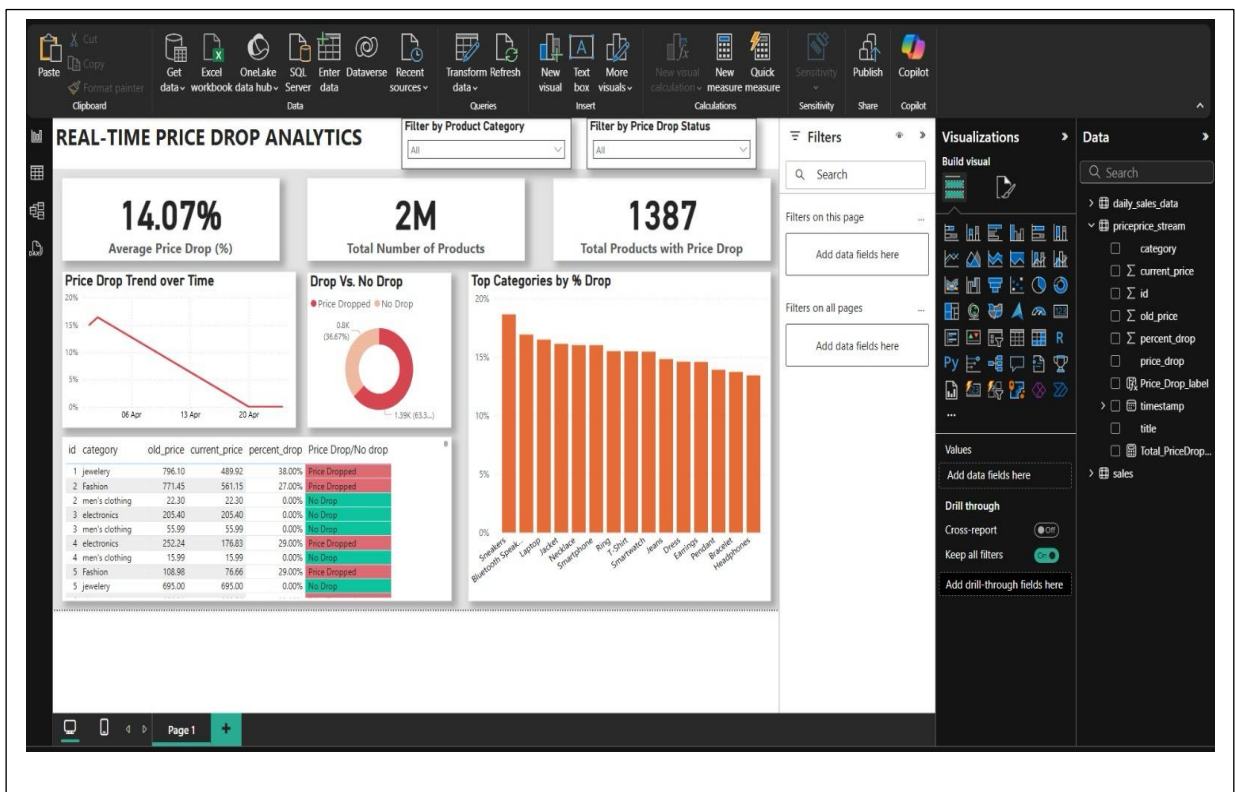 Paste
Cut
Copy
Format painter
Clipboard
Get data
Excel workbook
OneLake data hub
SQL Server
Enter data
Dataverse
Recent sources
Data
Transform data
Refresh
Queries
New visual
Text box
More visuals
Insert
New visual calculation
New measure
Quick measure
Calculations
Sensitivity
Sensitivity
Publish
Share
Copilot
Copilot
REAL-TIME PRICE DROP ANALYTICS
Filter by Product Category
All
Filter by Price Drop Status
All
14.07%
Average Price Drop (%)
2M
Total Number of Products
1387
Total Products with Price Drop
Price Drop Trend over Time
20%
15%
10%
5%
0%
06 Apr 13 Apr 20 Apr
Drop Vs. No Drop
Price Dropped No Drop
0.8K
(36.67%)
1.39K (63.3...)
Top Categories by % Drop
20%
15%
10%
5%
0%
Sneakers
Bluetooth Speak...
Laptop
Jacket
Necklace
Smartphone
Ring
T-Shirt
Smartwatch
Jeans
Dress
Earrings
Pendant
Bracelet
Headphones
id category old_price current_price percent_drop Price Drop/No drop
1 jewelery 796.10 489.92 38.00% Price Dropped
2 Fashion 771.45 561.15 27.00% Price Dropped
2 men's clothing 22.30 22.30 0.00% No Drop
3 electronics 205.40 205.40 0.00% No Drop
3 men's clothing 55.99 55.99 0.00% No Drop
4 electronics 252.24 176.83 29.00% Price Dropped
4 men's clothing 15.99 15.99 0.00% No Drop
5 Fashion 108.98 76.66 29.00% Price Dropped
5 jewelery 695.00 695.00 0.00% No Drop
Page 1
Filters
Search
Filters on this page
...
Add data fields here
Filters on all pages
...
Add data fields here
Visualizations
Build visual
R
Py
...
Values
Add data fields here
Drill through
Cross-report Off
Keep all filters On
Add drill-through fields here
Data
Search
daily_sales_data
priceprice_stream
category
current_price
id
old_price
percent_drop
price_drop
Price_Drop_label
timestamp
title
Total_PriceDrop...
sales